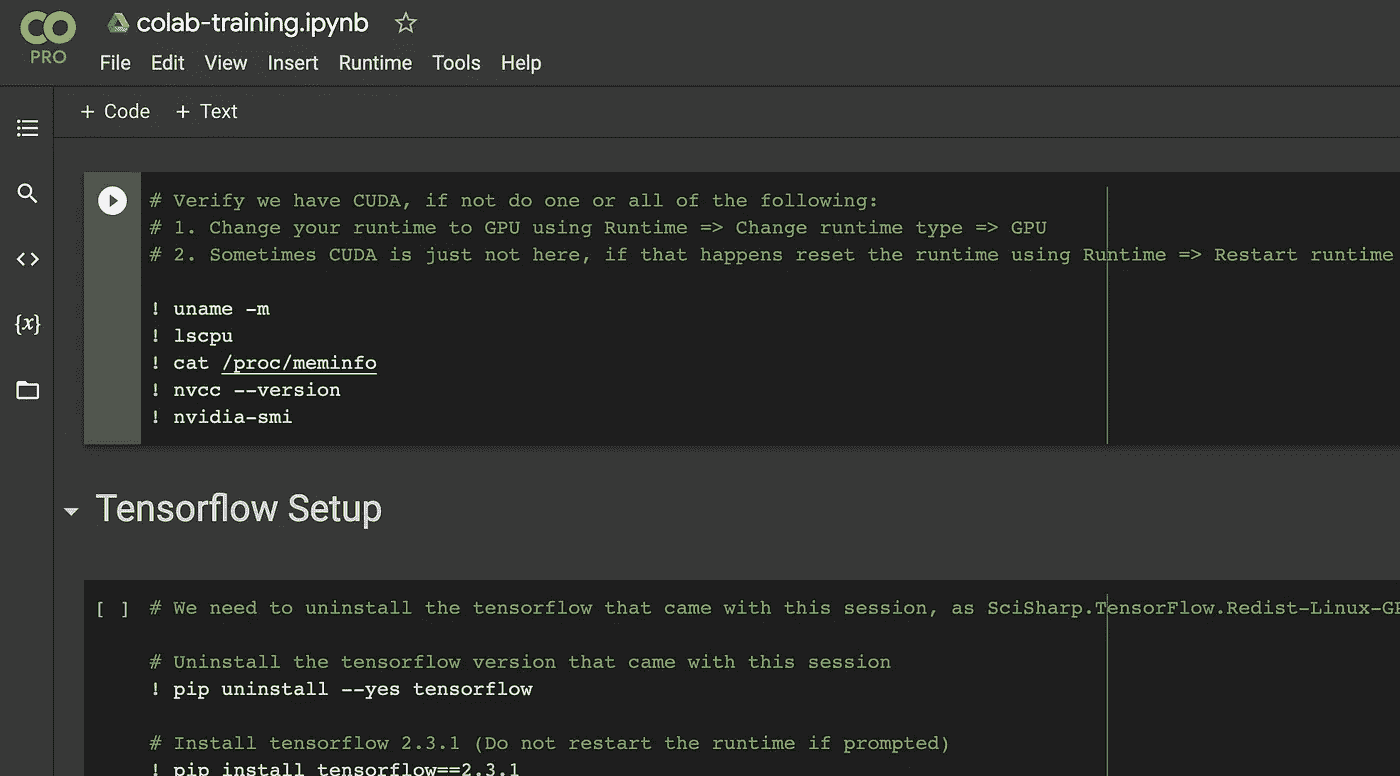 CO
PRO
colab-training.ipynb
File Edit View Insert Runtime Tools Help
+ Code + Text
# Verify we have CUDA, if not do one or all of the following:
# 1. Change your runtime to GPU using Runtime => Change runtime type => GPU
# 2. Sometimes CUDA is just not here, if that happens reset the runtime using Runtime => Restart runtime
! uname -m
! lscpu
! cat /proc/meminfo
! nvcc --version
! nvidia-smi
{x}
Tensorflow Setup
[ ] # We need to uninstall the tensorflow that came with this session, as SciSharp.TensorFlow.Redist-Linux-GP
# Uninstall the tensorflow version that came with this session
! pip uninstall --yes tensorflow
# Install tensorflow 2.3.1 (Do not restart the runtime if prompted)
! pip install tensorflow==2.3.1